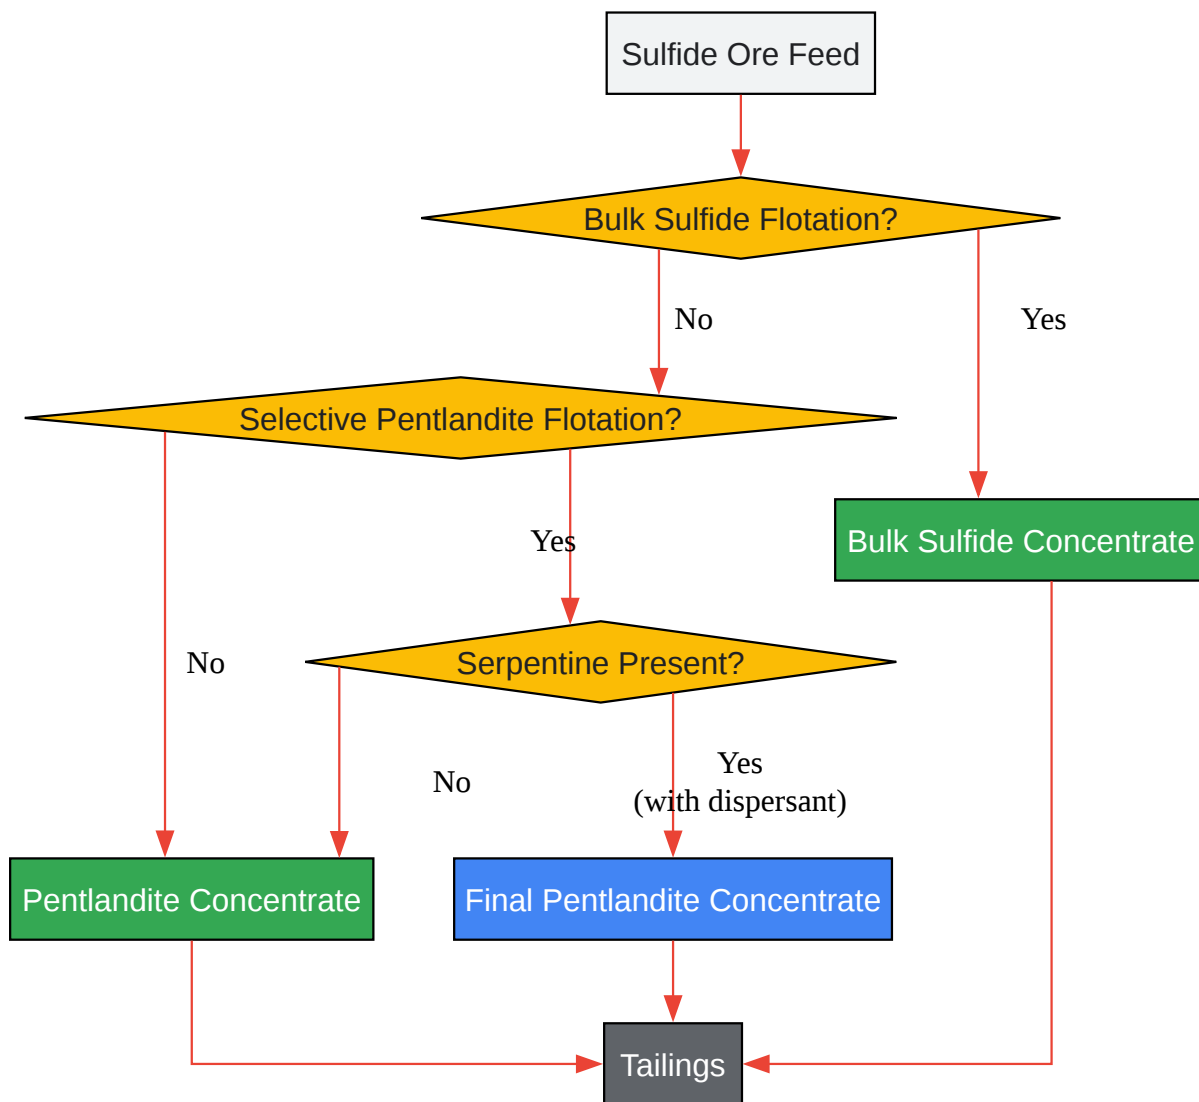 Sulfide Ore Feed
Bulk Sulfide Flotation?
No
Yes
Selective Pentlandite Flotation?
Yes
Bulk Sulfide Concentrate
No
Serpentine Present?
No
Yes
(with dispersant)
Pentlandite Concentrate
Final Pentlandite Concentrate
Tailings